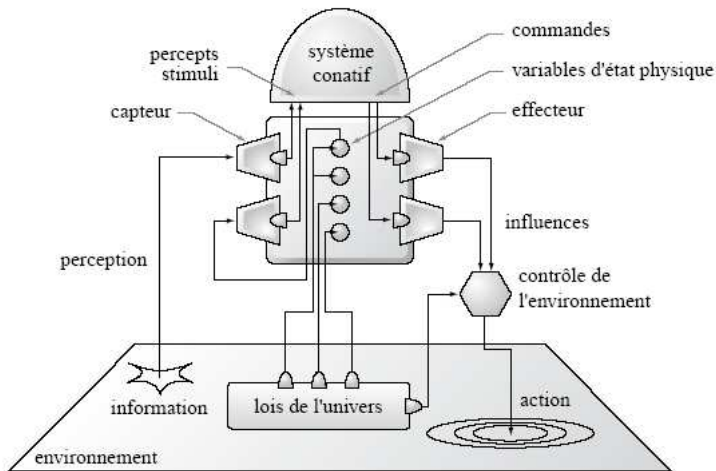 système
conatif
percepts
stimuli
commandes
variables d'état physique
capteur
effecteur
influences
perception
contrôle de
l'environnement
information
lois de l'univers
action
environnement